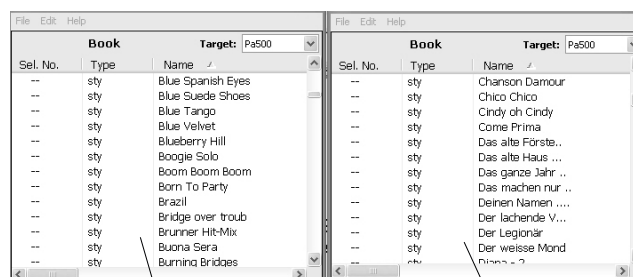 File Edit Help
Book Target: Pa500
Sel. No. Type Name
-- sty Blue Spanish Eyes
-- sty Blue Suede Shoes
-- sty Blue Tango
-- sty Blue Velvet
-- sty Blueberry Hill
-- sty Boogie Solo
-- sty Boom Boom Boom
-- sty Born To Party
-- sty Brazil
-- sty Bridge over troub
-- sty Brunner Hit-Mix
-- sty Buona Sera
-- sty Burning Bridges
File Edit Help
Book Target: Pa500
Sel. No. Type Name
-- sty Chanson Damour
-- sty Chico Chico
-- sty Cindy oh Cindy
-- sty Come Prima
-- sty Das alte Förste..
-- sty Das alte Haus ...
-- sty Das ganze Jahr ..
-- sty Das machen nur ..
-- sty Deinen Namen ....
-- sty Der lachende V...
-- sty Der Legionär
-- sty Der weisse Mond
-- sty Diana - 2